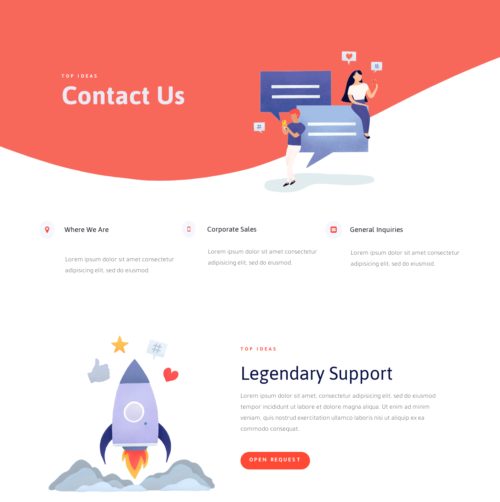 TOP IDEAS
Contact Us
Where We Are
Lorem ipsum dolor sit amet consectetur
adipiscing elit, sed do eiusmod.
Corporate Sales
Lorem ipsum dolor sit amet consectetur
adipiscing elit, sed do eiusmod.
General Inquiries
Lorem ipsum dolor sit amet consectetur
adipiscing elit, sed do eiusmod.
TOP IDEAS
Legendary Support
Lorem ipsum dolor sit amet, consectetur adipisicing elit, sed do eiusmod
tempor incididunt ut labore et dolore magna aliqua. Ut enim ad minim
veniam, quis nostrud exercitation ullamco laboris nisi ut aliquip ex ea commodo
consequat.
OPEN REQUEST